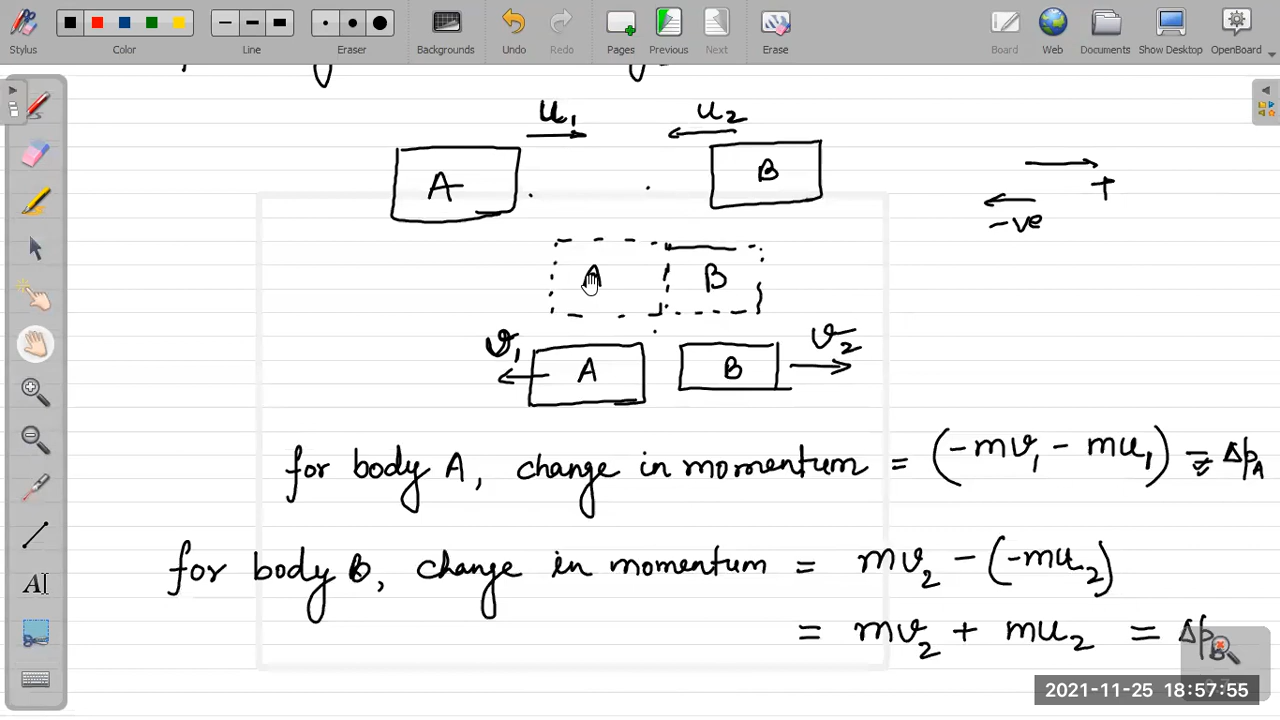 Stylus Color Line Eraser Backgrounds Undo Redo Pages Previous Next Erase Board Web Documents Show Desktop OpenBoard
u₁ u₂
A B
+
-ve
A B
v₁ v₂
A B
for body A, change in momentum = (-mv₁ - mu₁) = Δp_A
for body B, change in momentum = mv₂ - (-mu₂)
= mv₂ + mu₂ = Δp_B
2021-11-25 18:57:55